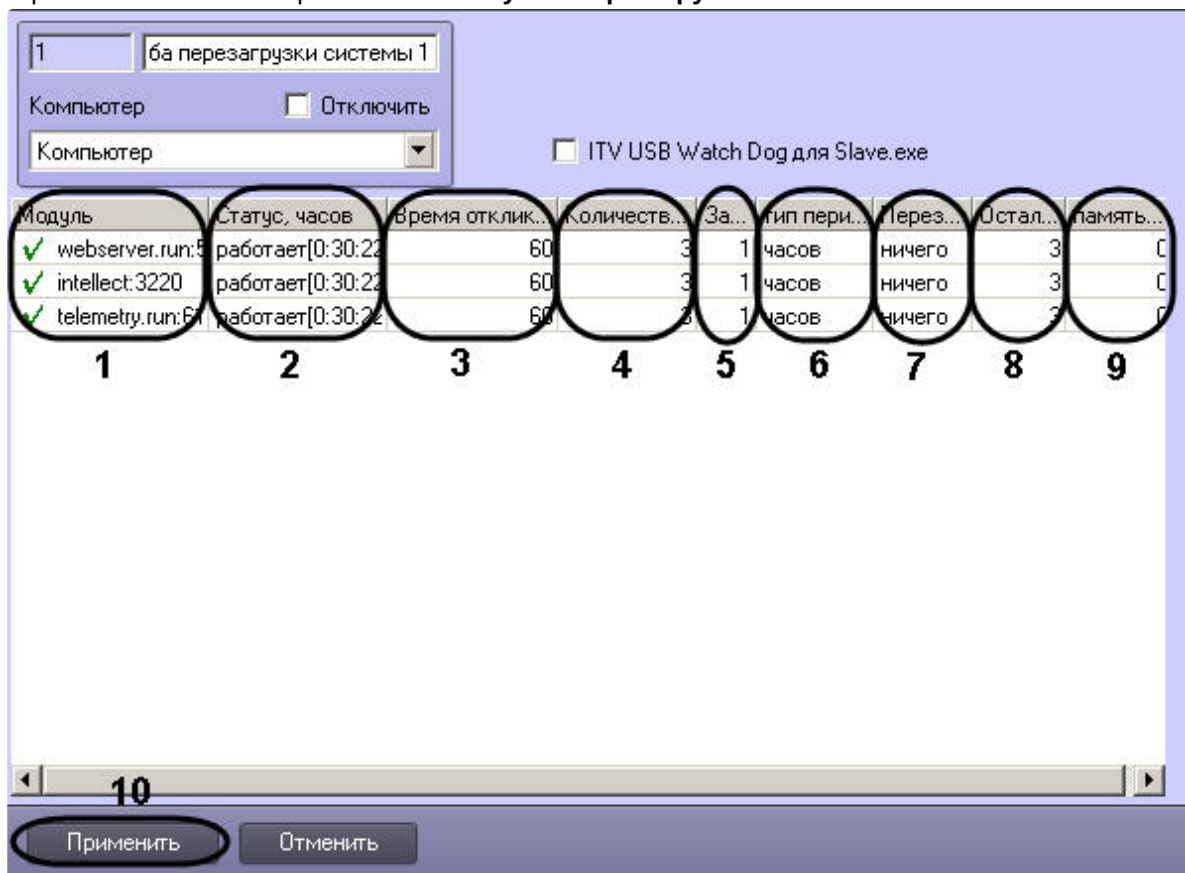 1 ба перезагрузки системы 1
Компьютер Отключить
Компьютер
ITV USB Watch Dog для Slave.exe
Модуль Статус, часов Время отклик... Количеств... За... тип пери... Перез... Остал... память...
webserver.run:5 работает[0:30:22 60 3 1 часов ничего 3 0
intellect:3220 работает[0:30:22 60 3 1 часов ничего 3 0
telemetry.run:61 работает[0:30:22 60 3 1 часов ничего 3 0
1 2 3 4 5 6 7 8 9
10
Применить Отменить